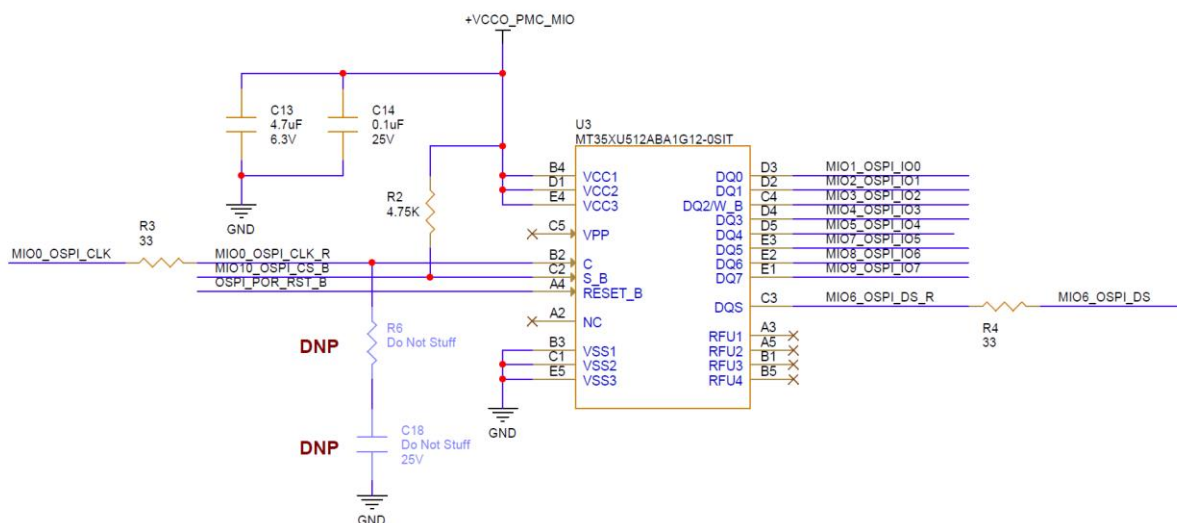 +VCCO_PMC_MIO
C13
4.7uF
6.3V
C14
0.1uF
25V
GND
R2
4.75K
U3
MT35XU512ABA1G12-0SIT
B4 VCC1
D1 VCC2
E4 VCC3
C5 VPP
B2 C
C2 S_B
A4 RESET_B
A2 NC
B3 VSS1
C1 VSS2
E5 VSS3
GND
DQ0 D3 MIO1_OSPI_IO0
DQ1 D2 MIO2_OSPI_IO1
DQ2/W_B C4 MIO3_OSPI_IO2
DQ3 D4 MIO4_OSPI_IO3
DQ4 D5 MIO5_OSPI_IO4
DQ5 E3 MIO7_OSPI_IO5
DQ6 E2 MIO8_OSPI_IO6
DQ7 E1 MIO9_OSPI_IO7
DQS C3 MIO6_OSPI_DS_R
R4
33
MIO6_OSPI_DS
RFU1 A3
RFU2 A5
RFU3 B1
RFU4 B5
R3
33
MIO0_OSPI_CLK
MIO0_OSPI_CLK_R
MIO10_OSPI_CS_B
OSPI_POR_RST_B
DNP
R6
Do Not Stuff
DNP
C18
Do Not Stuff
25V
GND